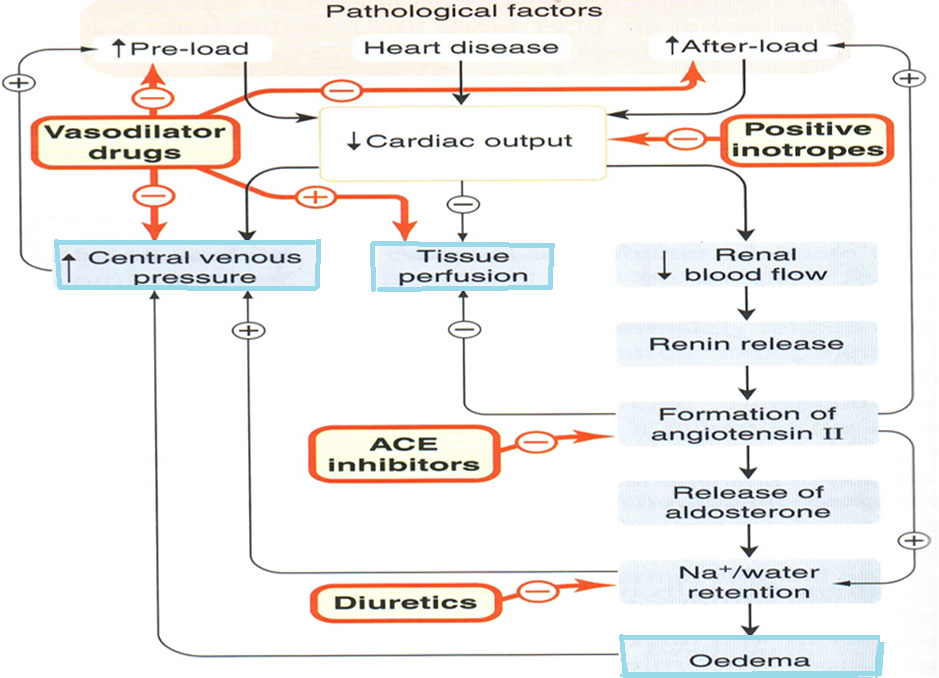 Pathological factors
↑Pre-load
Heart disease
↑After-load
+
+
−
−
Vasodilator
drugs
↓Cardiac output
−
Positive
inotropes
−
+
−
↑ Central venous
pressure
Tissue
perfusion
↓ Renal
blood flow
+
−
Renin release
Formation of
angiotensin II
ACE
inhibitors
−
Release of
aldosterone
+
Na⁺/water
retention
Diuretics
−
Oedema